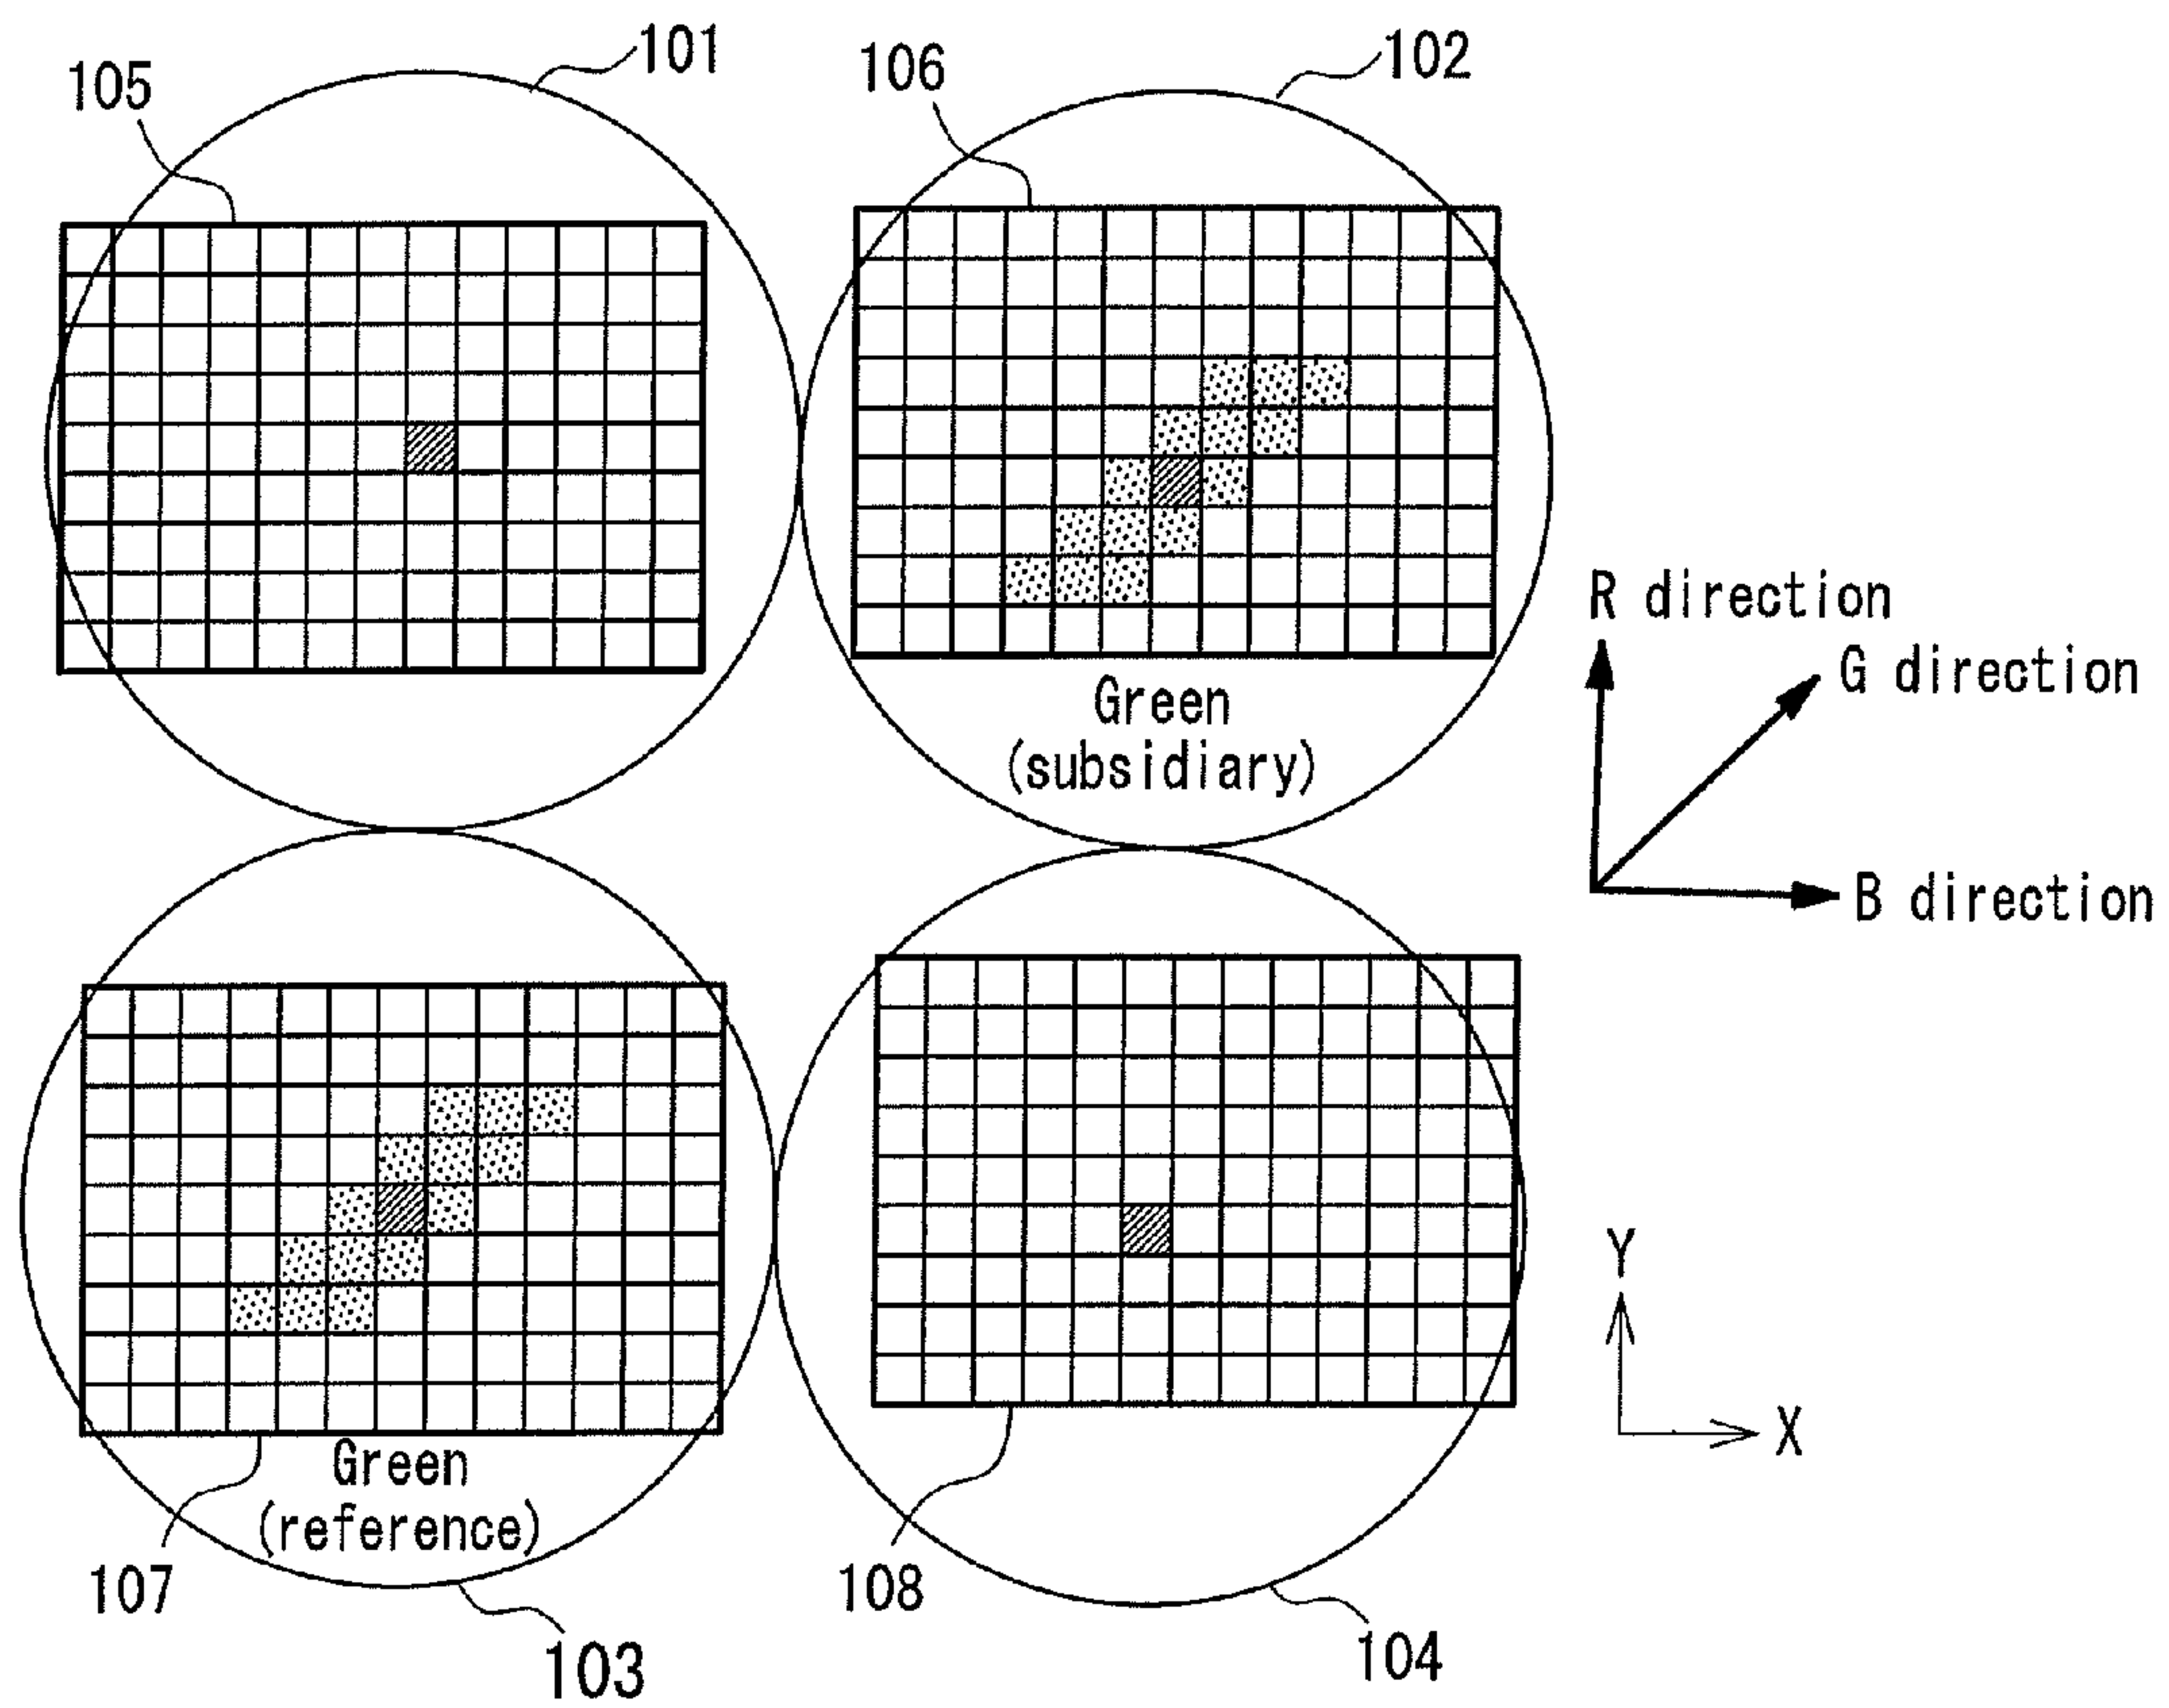 101
102
105
106
R direction
G direction
Green
(subsidiary)
B direction
Y
X
Green
(reference)
107
108
103
104